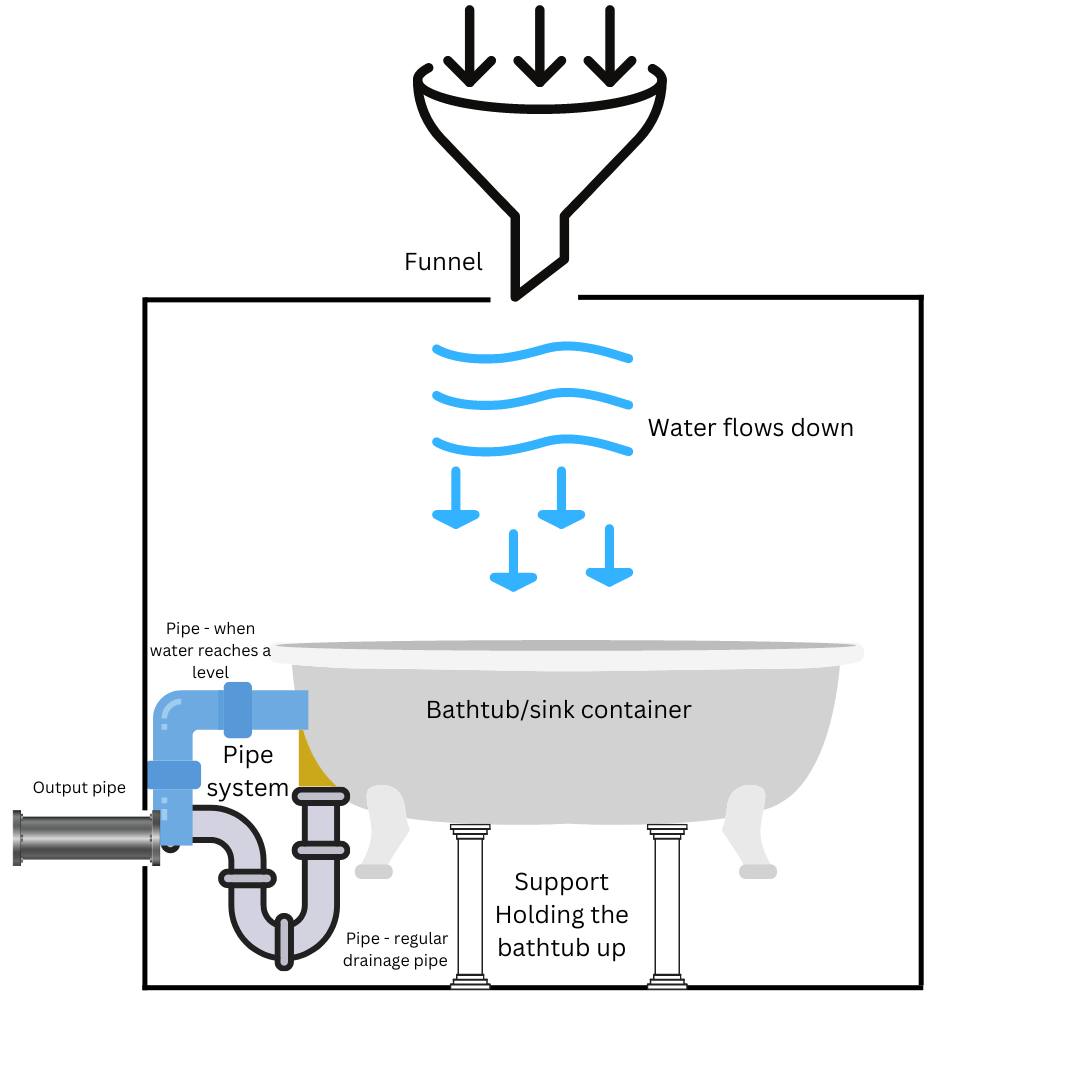 Funnel
Water flows down
Pipe - when
water reaches a
level
Bathtub/sink container
Pipe
system
Output pipe
Support
Holding the
bathtub up
Pipe - regular
drainage pipe